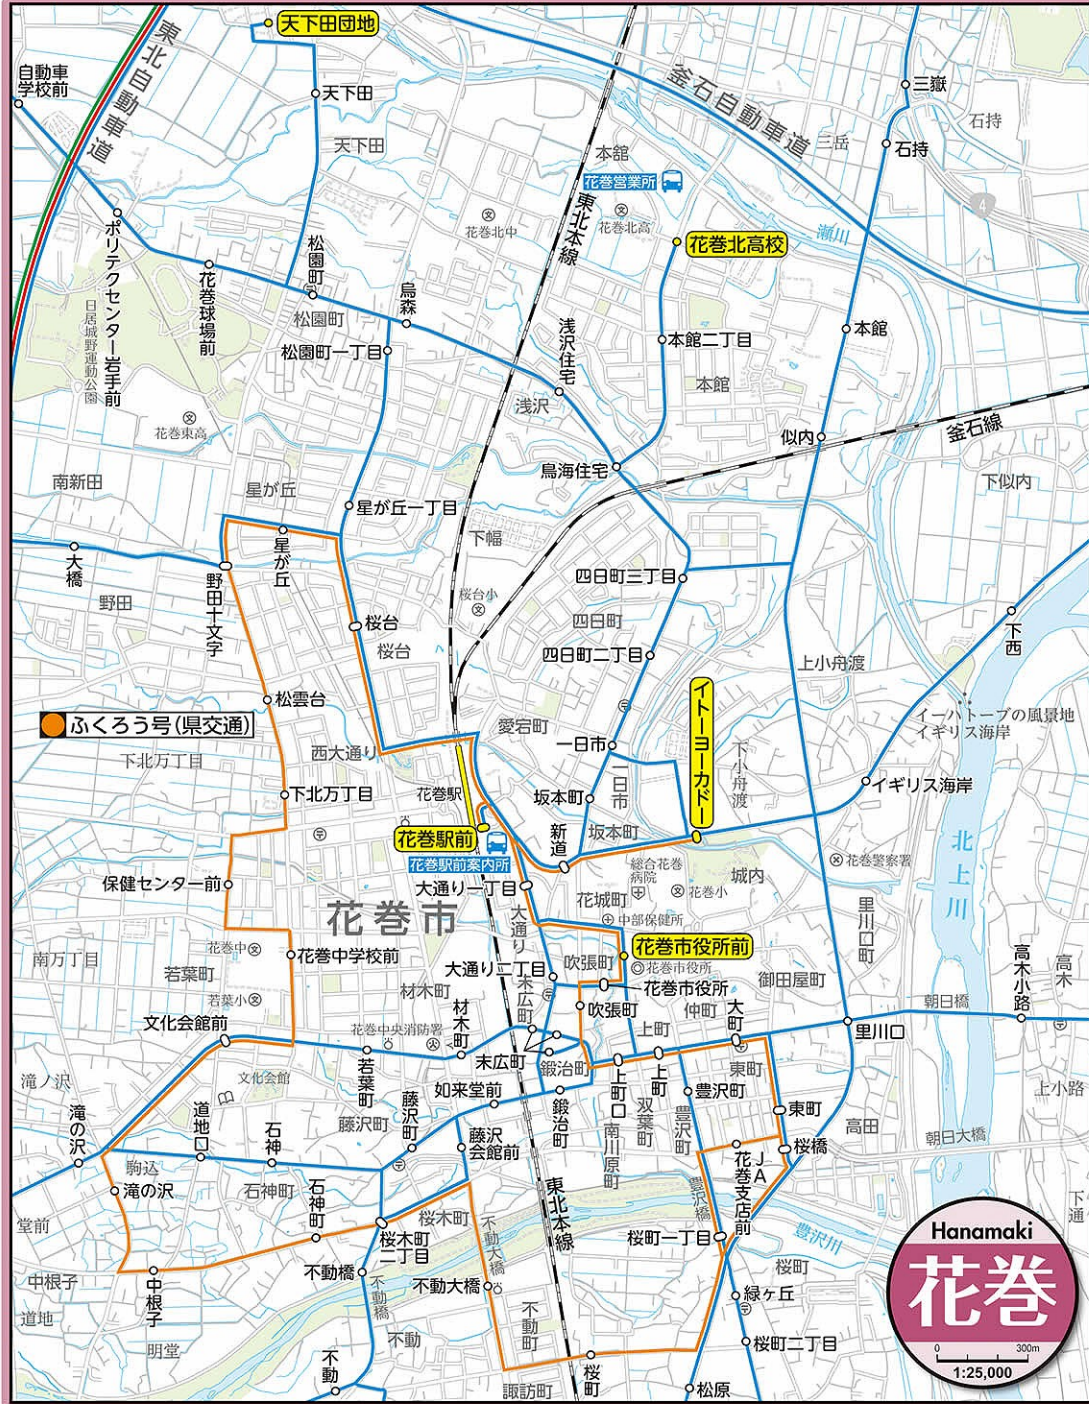 天下田団地
自動車
学校前
東北自動車道
天下田
天下田
釜石自動車道
三嶽
石持
三岳
石持
本館
花巻営業所
東北本線
花巻北中
花巻北高
4
瀬川
花巻北高校
ポリテクセンター岩手前
花巻球場前
松園町
烏森
日居城野運動公園
松園町
松園町一丁目
浅沢住宅
本館二丁目
本館
本館
浅沢
花巻東高
似内
釜石線
鳥海住宅
南新田
星が丘
星が丘一丁目
下似内
下幅
大橋
星が丘
野田十文字
野田
四日町三丁目
桜台小
四日町
桜台
桜台
四日町二丁目
下西
上小舟渡
松雲台
イトーヨーカドー
ふくろう号(県交通)
愛宕町
イーハトーブの風景地
イギリス海岸
西大通り
一日市
下北万丁目
下小舟渡
一日市
下北万丁目
花巻駅
坂本町
イギリス海岸
花巻駅前
新道
坂本町
北上川
花巻駅前案内所
総合花巻
病院
花巻小
花巻警察署
保健センター前
大通り一丁目
城内
花巻市
花城町
中部保健所
大通り
里川口町
花巻中
花巻中学校前
南万丁目
若葉町
吹張町
花巻市役所前
花巻市役所
高木小路
高木
大通り二丁目
末広町
花巻市役所
御田屋町
若葉小
材木町
吹張町
仲町
朝日橋
文化会館前
花巻中央消防署
材木町
上町
大町
里川口
末広町
鍛治町
東町
滝ノ沢
文化会館
若葉町
如来堂前
上町口
上町
豊沢町
上小路
滝の沢
道地口
石神
藤沢町
藤沢町
鍛治町
双葉町
豊沢町
東町
高田
藤沢
会館前
南川原町
朝日大橋
桜橋
駒込
JA
花巻支店前
滝の沢
石神町
石神町
東北本線
豊沢橋
堂前
桜木町
不動大橋
下通
桜木町
二丁目
桜町一丁目
豊沢川
Hanamaki
花巻
0 300m
1:25,000
中根子
中根子
不動橋
不動橋
不動大橋
桜町
道地
緑ヶ丘
不動
不動町
明堂
桜町二丁目
不動
桜町
諏訪町
松原